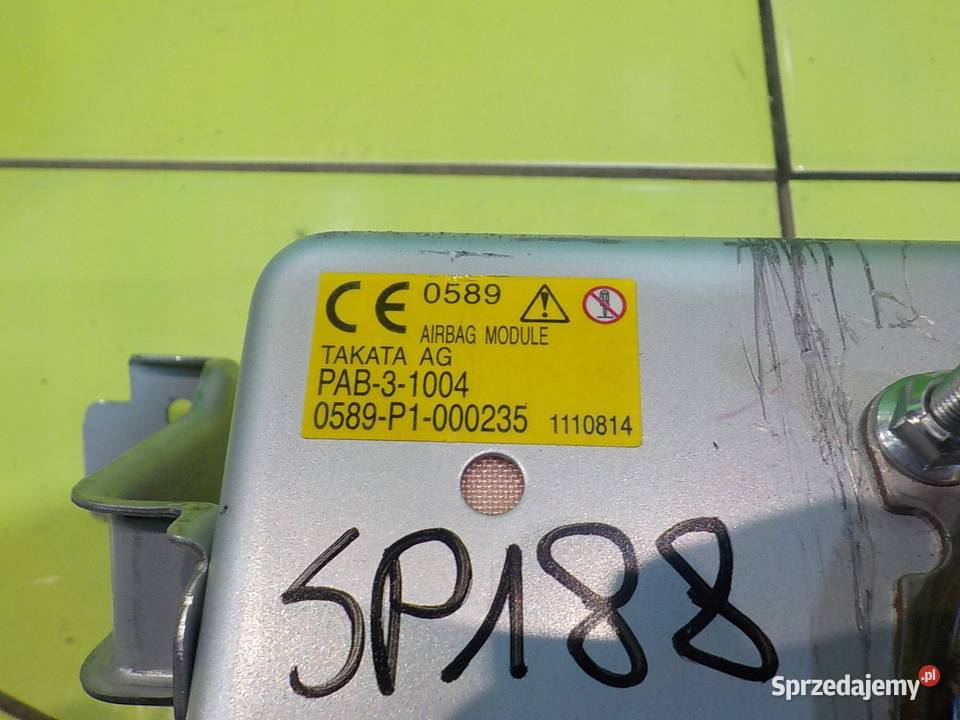 CE 0589
AIRBAG MODULE
TAKATA AG
PAB-3-1004
0589-P1-000235 1110814
SP188
Sprzedajemy.pl